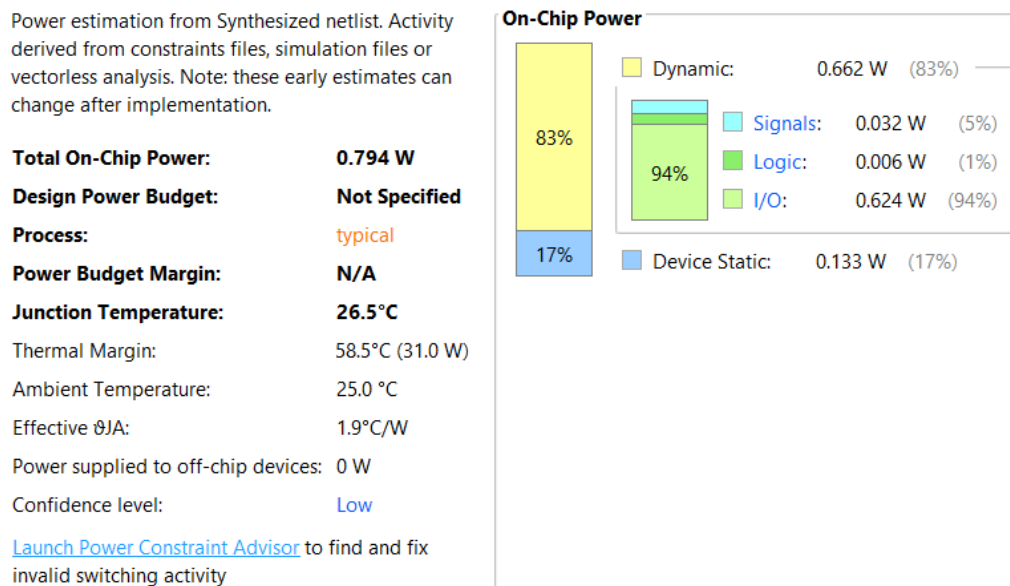 Power estimation from Synthesized netlist. Activity
derived from constraints files, simulation files or
vectorless analysis. Note: these early estimates can
change after implementation.
Total On-Chip Power: 0.794 W
Design Power Budget: Not Specified
Process: typical
Power Budget Margin: N/A
Junction Temperature: 26.5°C
Thermal Margin: 58.5°C (31.0 W)
Ambient Temperature: 25.0 °C
Effective ϑJA: 1.9°C/W
Power supplied to off-chip devices: 0 W
Confidence level: Low
Launch Power Constraint Advisor to find and fix
invalid switching activity
On-Chip Power
83%
17%
Dynamic: 0.662 W (83%)
94%
Signals: 0.032 W (5%)
Logic: 0.006 W (1%)
I/O: 0.624 W (94%)
Device Static: 0.133 W (17%)